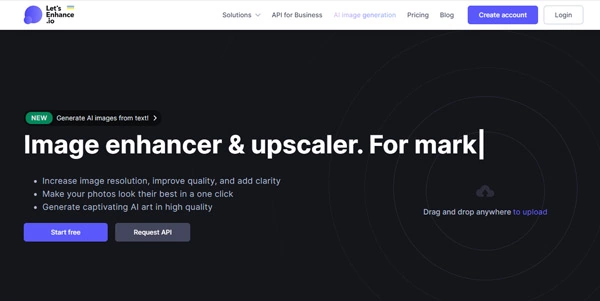 Let's
Enhance
.io
Solutions
API for Business
AI image generation
Pricing
Blog
Create account
Login
NEW Generate AI images from text!
Image enhancer & upscaler. For mark
Increase image resolution, improve quality, and add clarity
Make your photos look their best in a one click
Generate captivating AI art in high quality
Drag and drop anywhere to upload
Start free
Request API